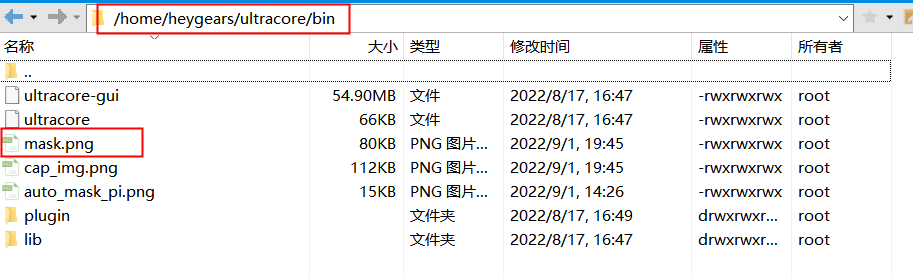 /home/heygears/ultracore/bin
名称 大小 类型 修改时间 属性 所有者
..
ultracore-gui 54.90MB 文件 2022/8/17, 16:47 -rwxrwxrwx root
ultracore 66KB 文件 2022/8/17, 16:47 -rwxrwxrwx root
mask.png 80KB PNG 图片... 2022/9/1, 19:45 -rwxrwxrwx root
cap_img.png 112KB PNG 图片... 2022/9/1, 19:45 -rwxrwxrwx root
auto_mask_pi.png 15KB PNG 图片... 2022/9/1, 14:26 -rwxrwxrwx root
plugin 文件夹 2022/8/17, 16:49 drwxrwxr... root
lib 文件夹 2022/8/17, 16:47 drwxrwxr... root